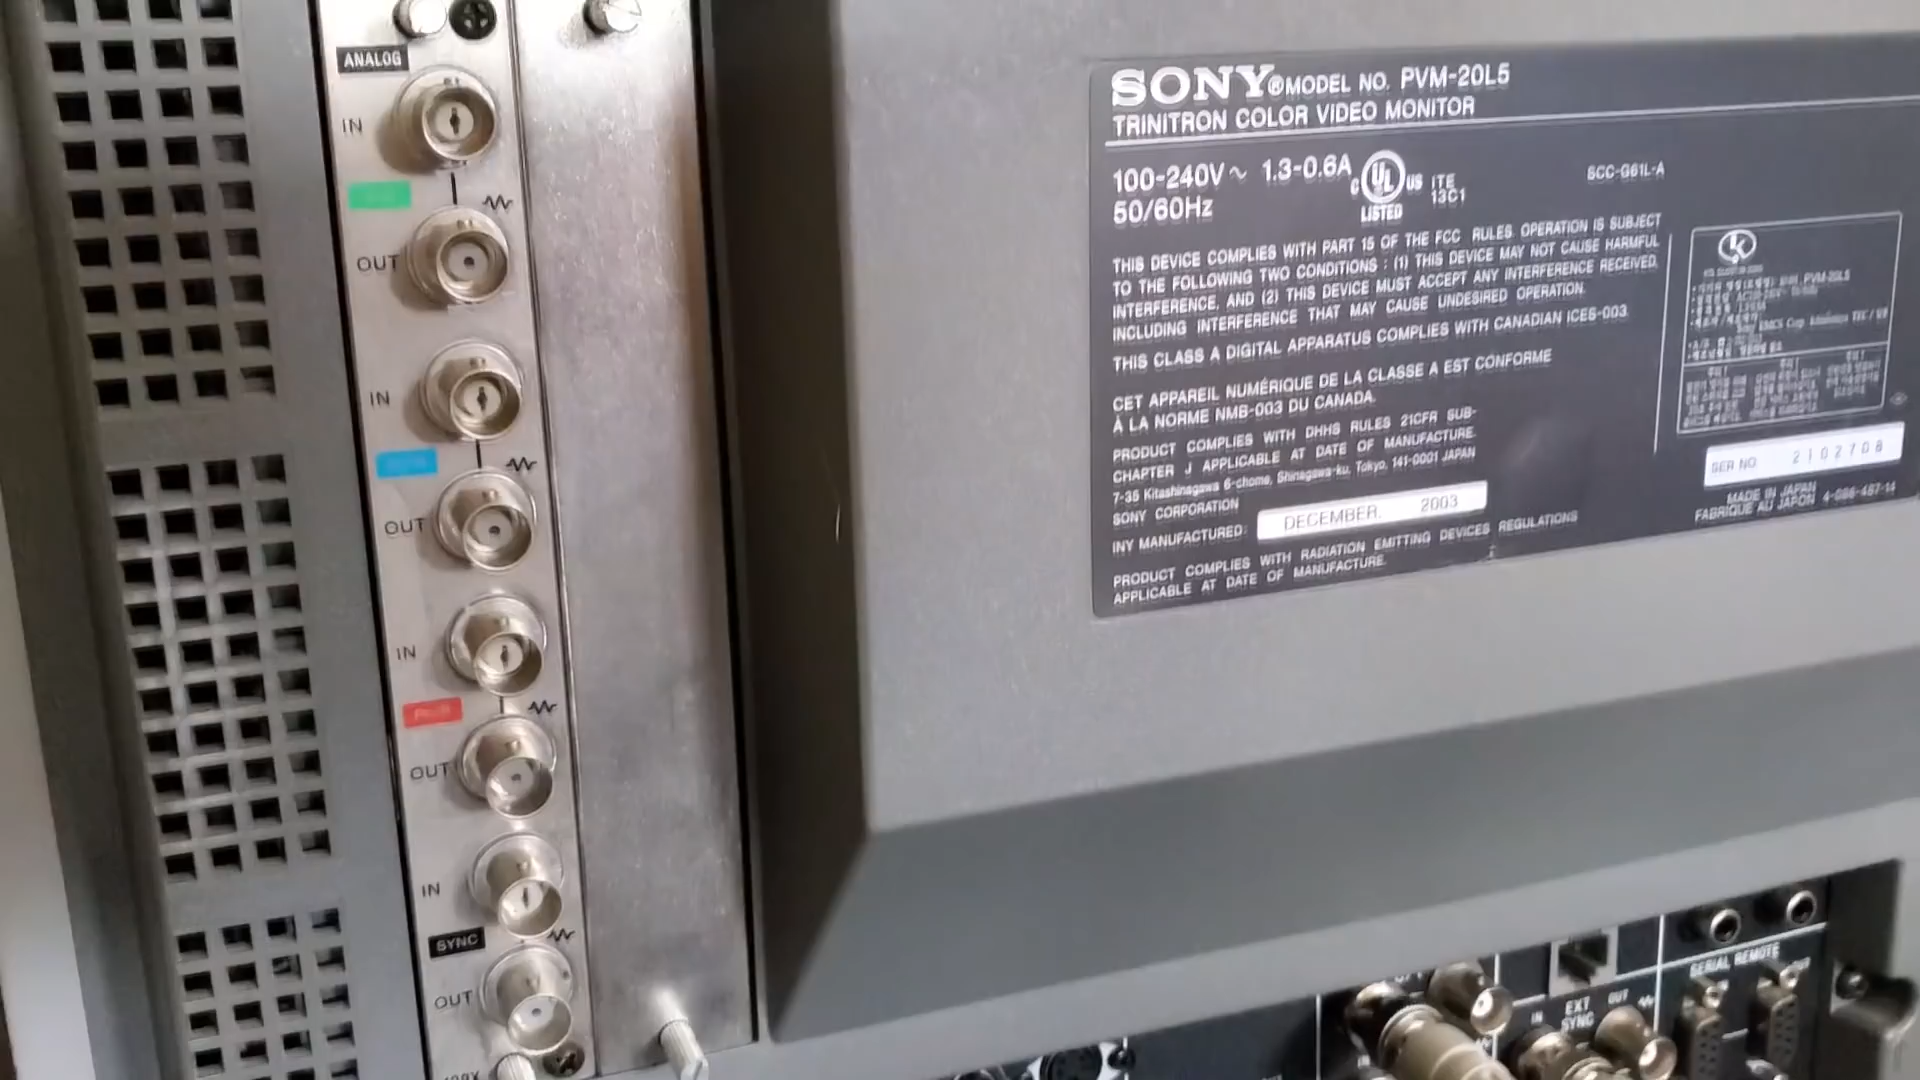 ANALOG
IN
OUT
IN
OUT
IN
OUT
IN
SYNC
OUT
SONY® MODEL NO. PVM-20L5
TRINITRON COLOR VIDEO MONITOR
100-240V~ 1.3-0.6A
50/60Hz
C UL US
LISTED
ITE
13C1
SCC-G61L-A
THIS DEVICE COMPLIES WITH PART 15 OF THE FCC RULES. OPERATION IS SUBJECT
TO THE FOLLOWING TWO CONDITIONS : (1) THIS DEVICE MAY NOT CAUSE HARMFUL
INTERFERENCE, AND (2) THIS DEVICE MUST ACCEPT ANY INTERFERENCE RECEIVED,
INCLUDING INTERFERENCE THAT MAY CAUSE UNDESIRED OPERATION.
THIS CLASS A DIGITAL APPARATUS COMPLIES WITH CANADIAN ICES-003.
CET APPAREIL NUMÉRIQUE DE LA CLASSE A EST CONFORME
À LA NORME NMB-003 DU CANADA.
PRODUCT COMPLIES WITH DHHS RULES 21CFR SUB-
CHAPTER J APPLICABLE AT DATE OF MANUFACTURE.
7-35 Kitashinagawa 6-chome, Shinagawa-ku, Tokyo, 141-0001 JAPAN
SONY CORPORATION
INY MANUFACTURED: DECEMBER, 2003
PRODUCT COMPLIES WITH RADIATION EMITTING DEVICES REGULATIONS
APPLICABLE AT DATE OF MANUFACTURE.
PVM-20L5
SER NO 2102708
MADE IN JAPAN
FABRIQUE AU JAPON 4-086-487-14
SERIAL REMOTE
OUT
EXT
SYNC
IN
OUT